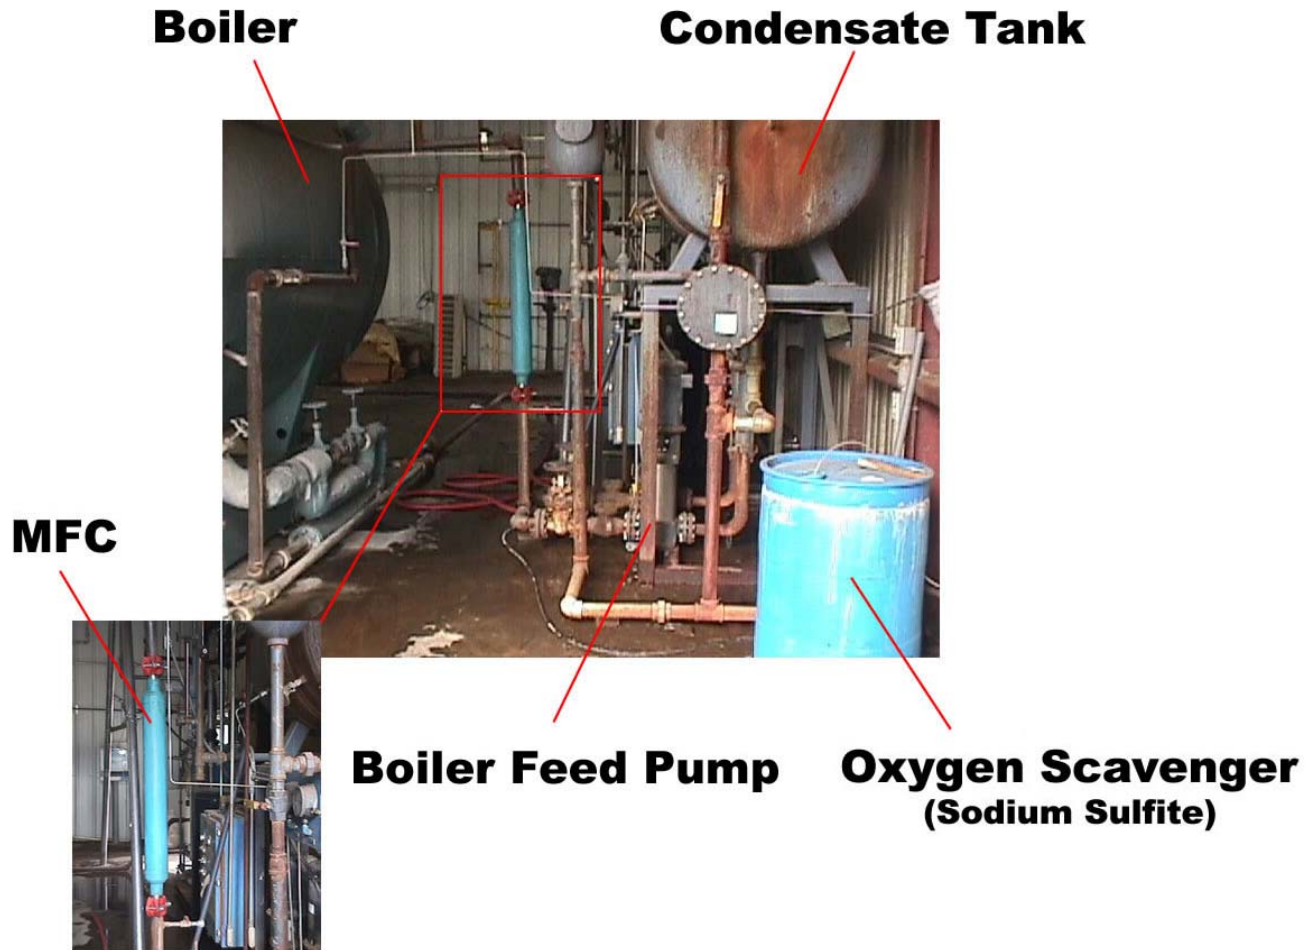 Boiler
Condensate Tank
MFC
Boiler Feed Pump
Oxygen Scavenger
(Sodium Sulfite)